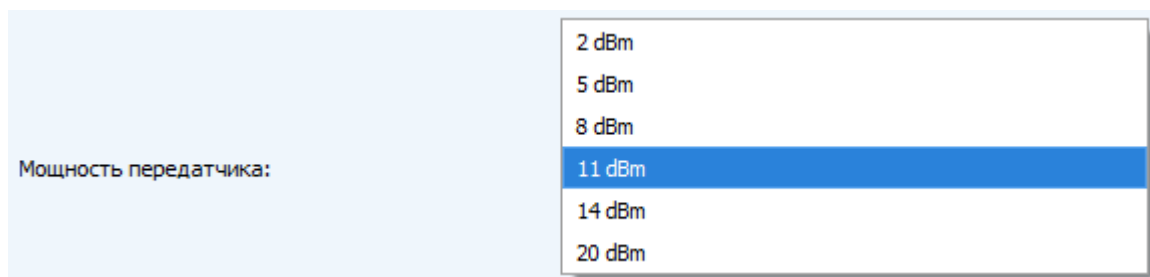 2 dBm
5 dBm
8 dBm
Мощность передатчика:
11 dBm
14 dBm
20 dBm